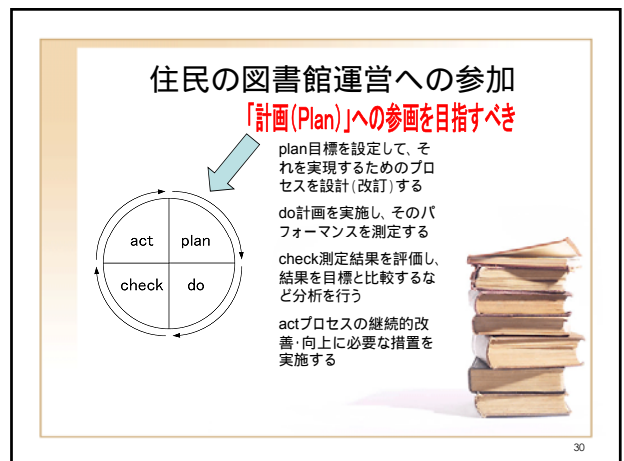 住民の図書館運営への参加
「計画(Plan)」への参画を目指すべき
plan目標を設定して、そ
れを実現するためのプロ
セスを設計(改訂)する
do計画を実施し、そのパ
フォーマンスを測定する
check測定結果を評価し、
結果を目標と比較するな
ど分析を行う
actプロセスの継続的改
善・向上に必要な措置を
実施する
act plan
check do
30